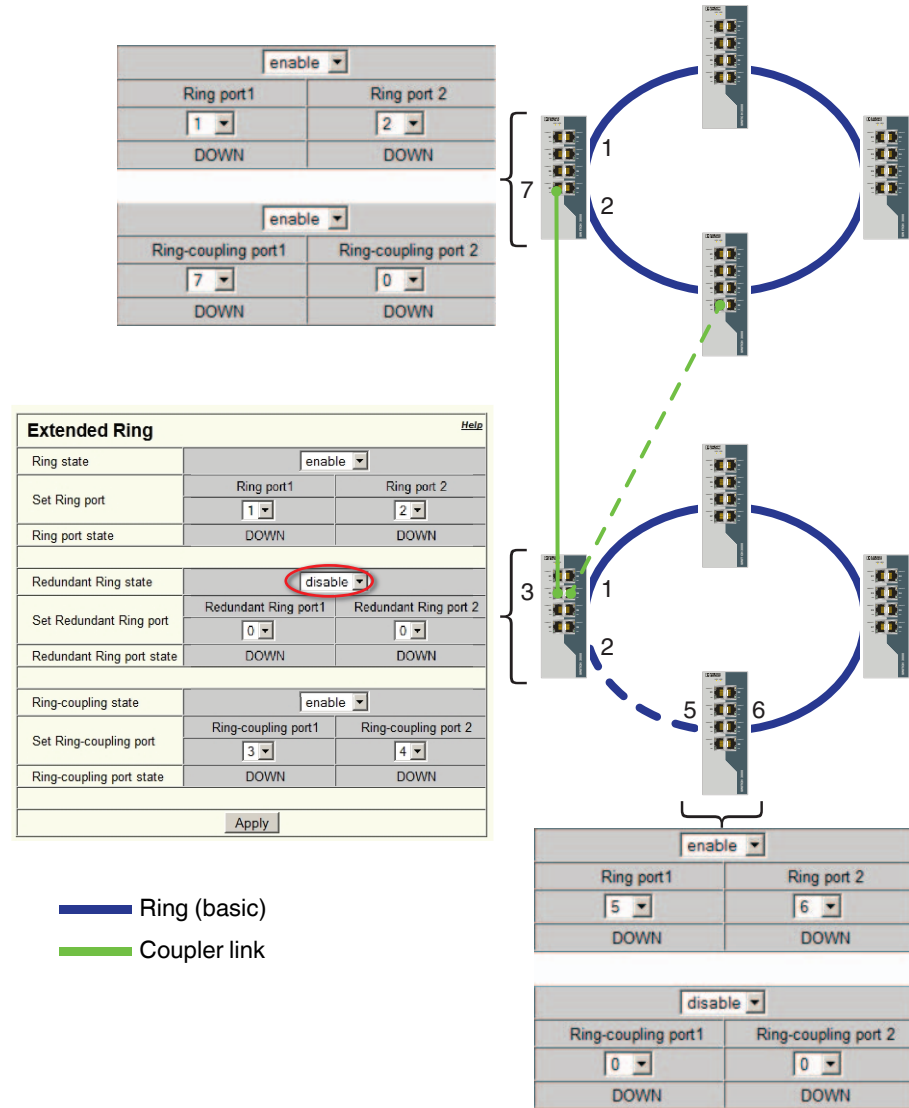 enable
Ring port1 Ring port 2
1 2
DOWN DOWN
enable
Ring-coupling port1 Ring-coupling port 2
7 0
DOWN DOWN
7
1
2
Extended Ring Help
Ring state enable
Set Ring port Ring port1 Ring port 2
1 2
Ring port state DOWN DOWN
Redundant Ring state disable
Set Redundant Ring port Redundant Ring port1 Redundant Ring port 2
0 0
Redundant Ring port state DOWN DOWN
Ring-coupling state enable
Set Ring-coupling port Ring-coupling port1 Ring-coupling port 2
3 4
Ring-coupling port state DOWN DOWN
Apply
3
1
2
5 6
Ring (basic)
Coupler link
enable
Ring port1 Ring port 2
5 6
DOWN DOWN
disable
Ring-coupling port1 Ring-coupling port 2
0 0
DOWN DOWN